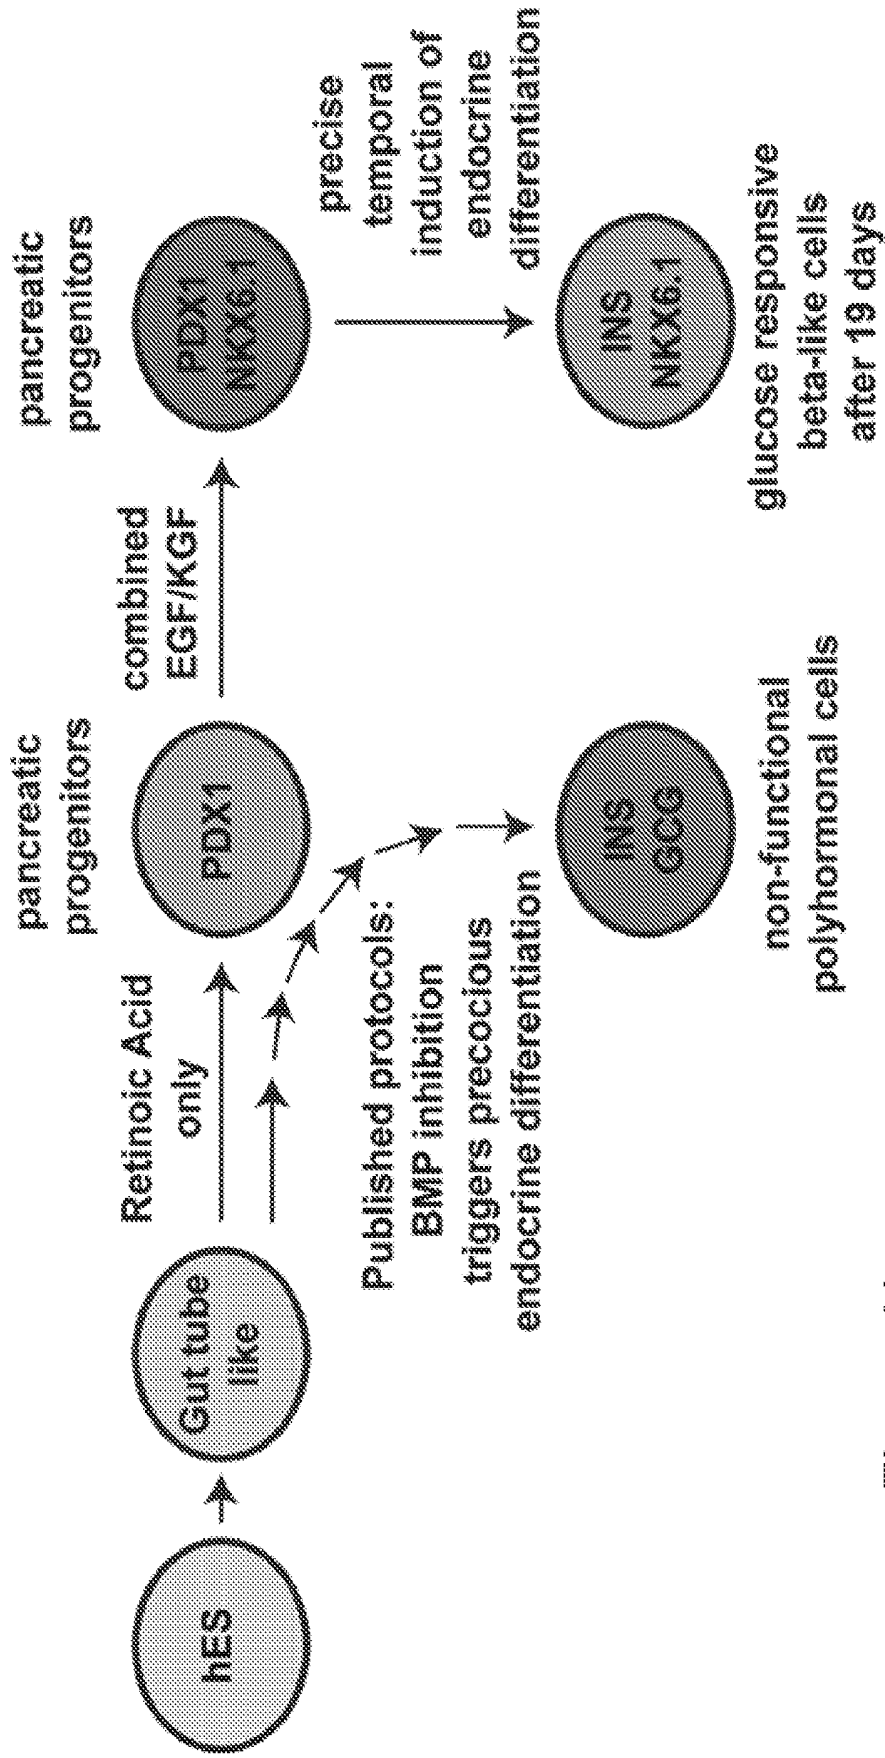 hES
Gut tube
like
Retinoic Acid
only
pancreatic
progenitors
PDX1
combined
EGF/KGF
pancreatic
progenitors
PDX1
NKX6.1
Published protocols:
BMP inhibition
triggers precocious
endocrine differentiation
precise
temporal
induction of
endocrine
differentiation
INS
GCG
non-functional
polyhormonal cells
INS
NKX6.1
glucose responsive
beta-like cells
after 19 days